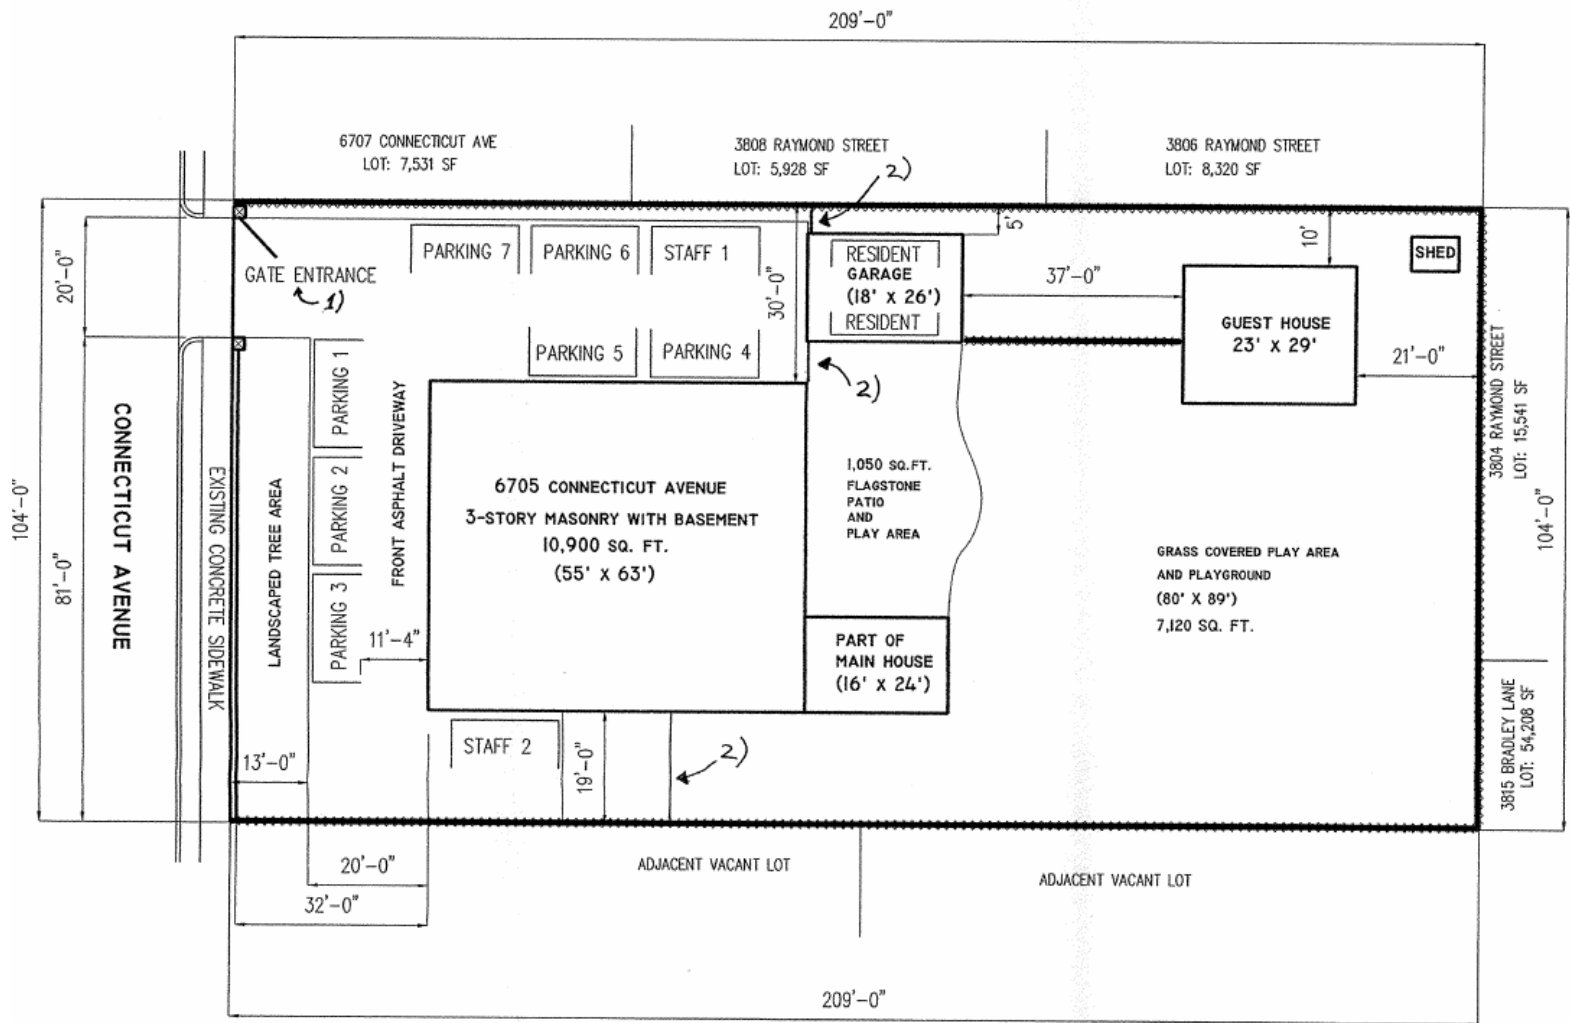 209'-0"
6707 CONNECTICUT AVE
LOT: 7,531 SF
3808 RAYMOND STREET
LOT: 5,928 SF
3806 RAYMOND STREET
LOT: 8,320 SF
2)
20'-0"
GATE ENTRANCE
1)
PARKING 7
PARKING 6
STAFF 1
30'-0"
RESIDENT
GARAGE
(18' X 26')
RESIDENT
5'
37'-0"
10'
SHED
GUEST HOUSE
23' X 29'
21'-0"
3804 RAYMOND STREET
LOT: 15,541 SF
PARKING 5
PARKING 4
2)
104'-0"
81'-0"
CONNECTICUT AVENUE
EXISTING CONCRETE SIDEWALK
LANDSCAPED TREE AREA
PARKING 1
PARKING 2
PARKING 3
FRONT ASPHALT DRIVEWAY
11'-4"
6705 CONNECTICUT AVENUE
3-STORY MASONRY WITH BASEMENT
10,900 SQ. FT.
(55' X 63')
1,050 SQ.FT.
FLAGSTONE
PATIO
AND
PLAY AREA
GRASS COVERED PLAY AREA
AND PLAYGROUND
(80' X 89')
7,120 SQ. FT.
104'-0"
PART OF
MAIN HOUSE
(16' X 24')
3815 BRADLEY LANE
LOT: 54,208 SF
13'-0"
STAFF 2
19'-0"
2)
20'-0"
32'-0"
ADJACENT VACANT LOT
ADJACENT VACANT LOT
209'-0"